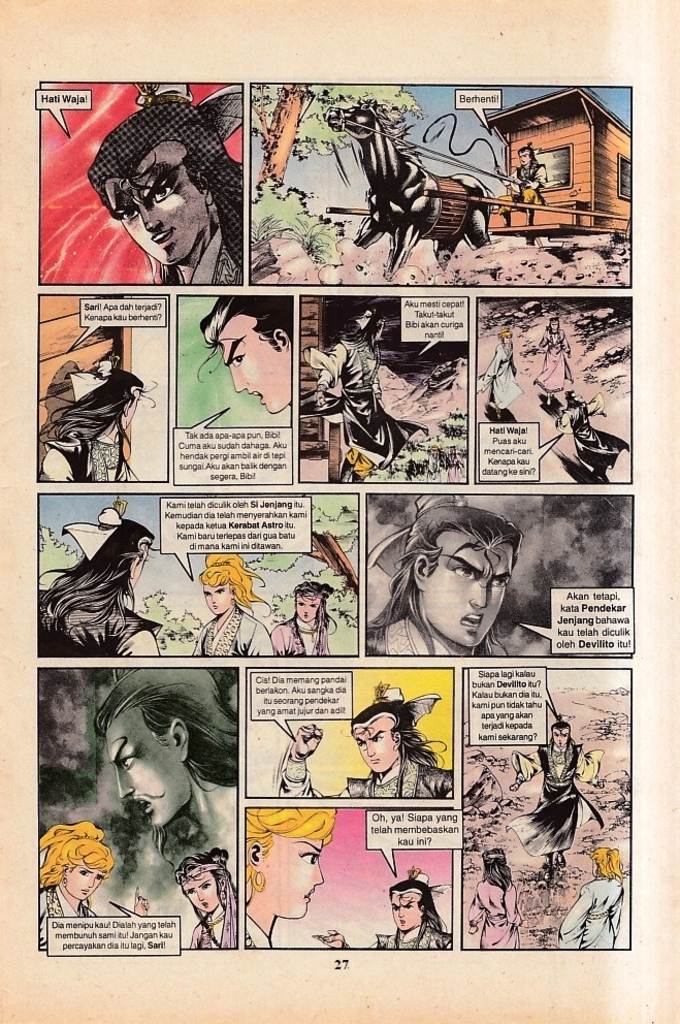 Hati Waja!
Berhenti!
Sari! Apa dah terjadi?
Kenapa kau berhenti?
Tak ada apa-apa pun, Bibi!
Cuma aku sudah dahaga. Aku
hendak pergi ambil air di tepi
sungai.Aku akan balik dengan
segera, Bibi!
Aku mesti cepat!
Takut-takut
Bibi akan curiga
nanti!
Hati Waja!
Puas aku
mencari-cari.
Kenapa kau
datang ke sini?
Kami telah diculik oleh Si Jenjang itu.
Kemudian dia telah menyerahkan kami
kepada ketua Kerabat Astro itu.
Kami baru terlepas dari gua batu
di mana kami ini ditawan.
Akan tetapi,
kata Pendekar
Jenjang bahawa
kau telah diculik
oleh Devilito itu!
Dia menipu kau! Dialah yang telah
membunuh sami itu! Jangan kau
percayakan dia itu lagi, Sari!
Cis! Dia memang pandai
berlakon. Aku sangka dia
itu seorang pendekar
yang amat jujur dan adil!
Oh, ya! Siapa yang
telah membebaskan
kau ini?
Siapa lagi kalau
bukan Devilito itu?
Kalau bukan dia itu,
kami pun tidak tahu
apa yang akan
terjadi kepada
kami sekarang?
27